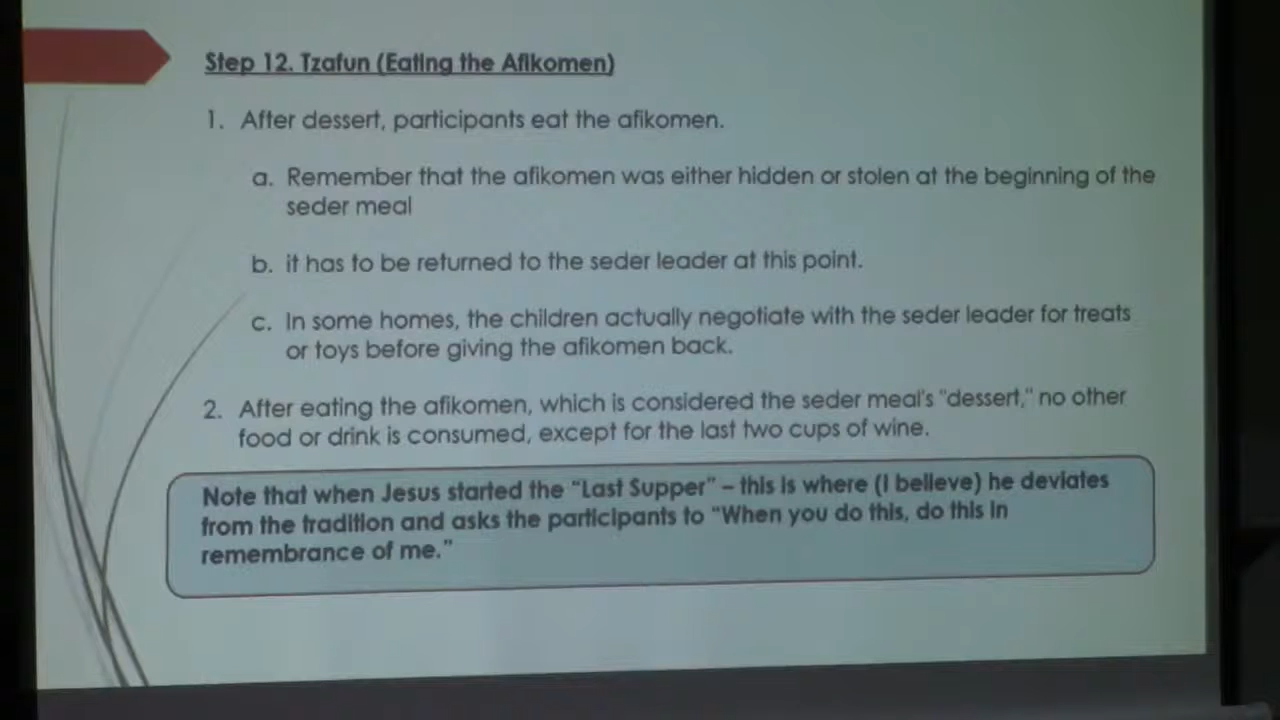 Step 12. Tzafun (Eating the Afikomen)
1. After dessert, participants eat the afikomen.
a. Remember that the afikomen was either hidden or stolen at the beginning of the
seder meal
b. it has to be returned to the seder leader at this point.
c. In some homes, the children actually negotiate with the seder leader for treats
or toys before giving the afikomen back.
2. After eating the afikomen, which is considered the seder meal's "dessert," no other
food or drink is consumed, except for the last two cups of wine.
Note that when Jesus started the “Last Supper” – this is where (I believe) he deviates
from the tradition and asks the participants to “When you do this, do this in
remembrance of me.”